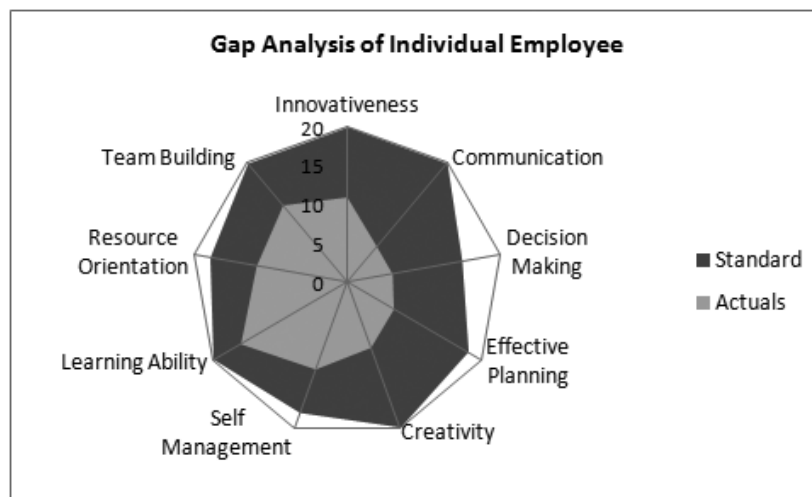 Gap Analysis of Individual Employee
Innovativeness
20
15
10
5
0
Communication
Decision
Making
Effective
Planning
Creativity
Self
Management
Learning Ability
Resource
Orientation
Team Building
Standard
Actuals